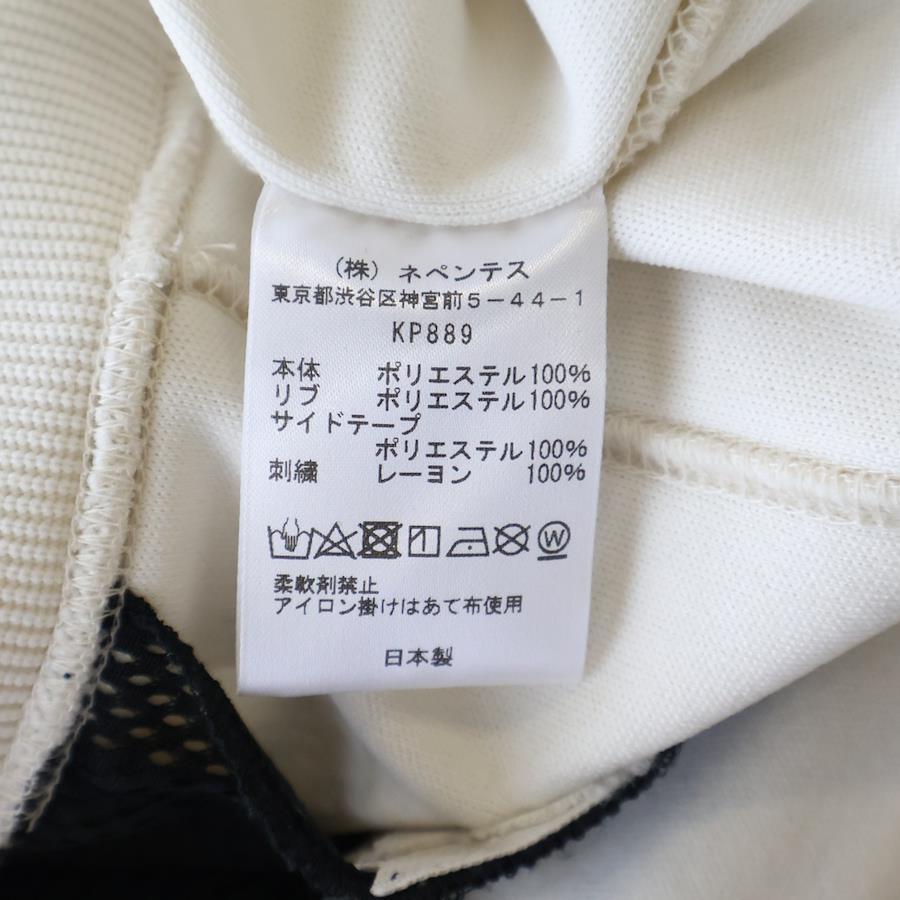 (株) ネペンテス
東京都渋谷区神宮前5-44-1
KP889
本体 ポリエステル100%
リブ ポリエステル100%
サイドテープ
ポリエステル100%
刺繍 レーヨン 100%
W
柔軟剤禁止
アイロン掛けはあて布使用
日本製